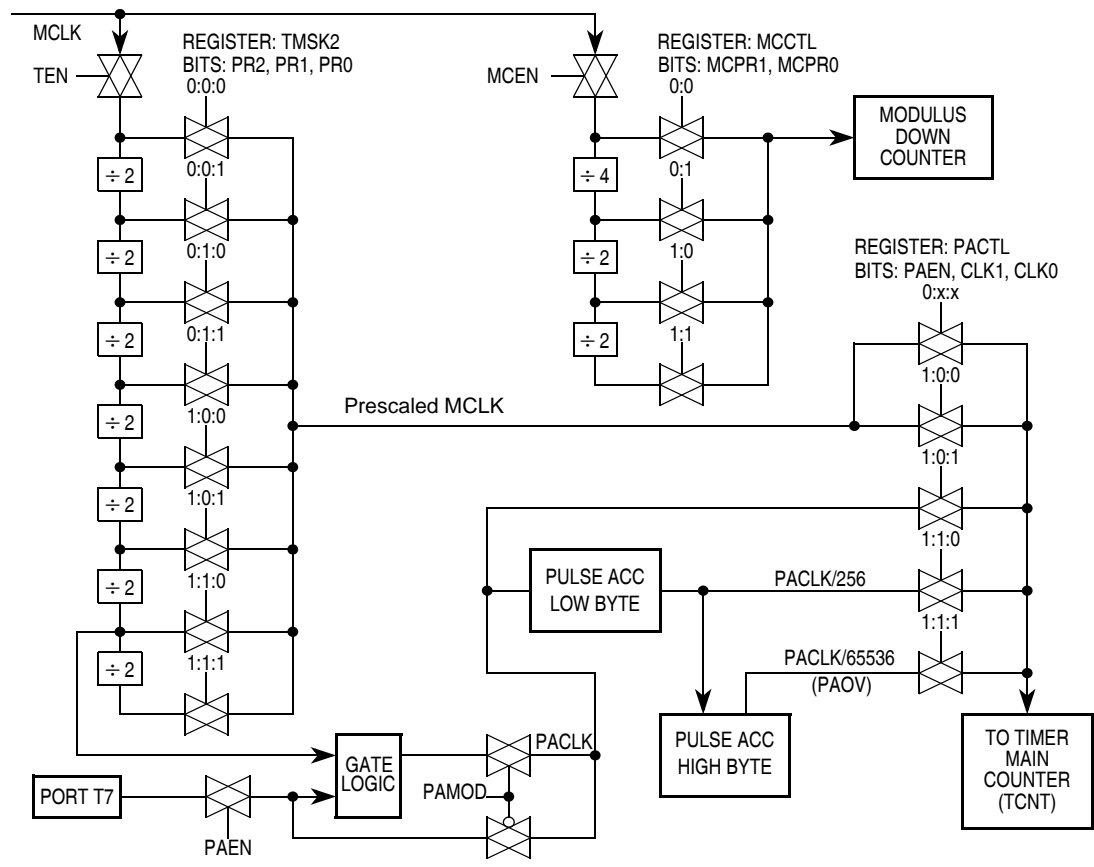 MCLK
TEN
REGISTER: TMSK2
BITS: PR2, PR1, PR0
0:0:0
÷ 2
0:0:1
÷ 2
0:1:0
÷ 2
0:1:1
÷ 2
1:0:0
÷ 2
1:0:1
÷ 2
1:1:0
÷ 2
1:1:1
MCEN
REGISTER: MCCTL
BITS: MCPR1, MCPR0
0:0
÷ 4
0:1
÷ 2
1:0
÷ 2
1:1
MODULUS
DOWN
COUNTER
REGISTER: PACTL
BITS: PAEN, CLK1, CLK0
0:x:x
1:0:0
1:0:1
1:1:0
1:1:1
Prescaled MCLK
PULSE ACC
LOW BYTE
PACLK/256
PACLK/65536
(PAOV)
PULSE ACC
HIGH BYTE
TO TIMER
MAIN
COUNTER
(TCNT)
PORT T7
PAEN
GATE
LOGIC
PACLK
PAMOD